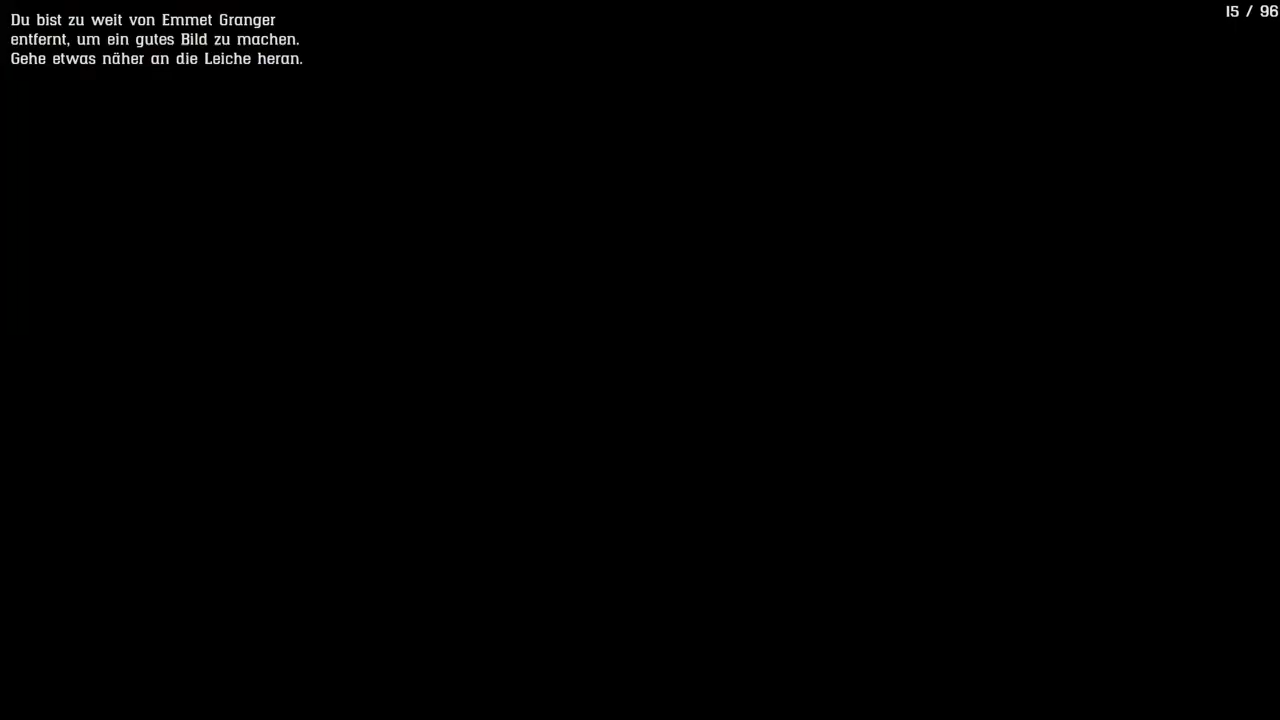 Du bist zu weit von Emmet Granger
entfernt, um ein gutes Bild zu machen.
Gehe etwas näher an die Leiche heran.
15 / 96